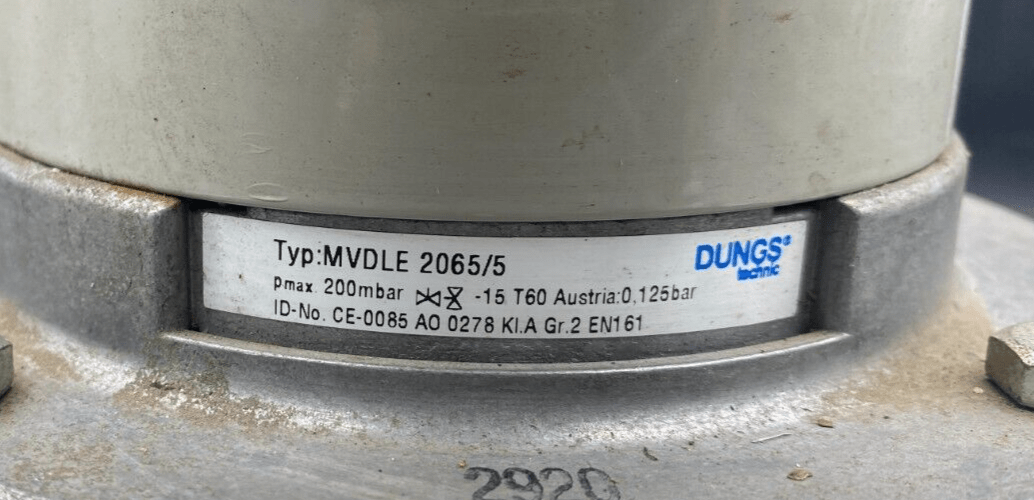 Typ:MVDLE 2065/5
DUNGS®
technic
pmax. 200mbar -15 T60 Austria:0,125bar
ID-No. CE-0085 AO 0278 Kl.A Gr.2 EN161
2920